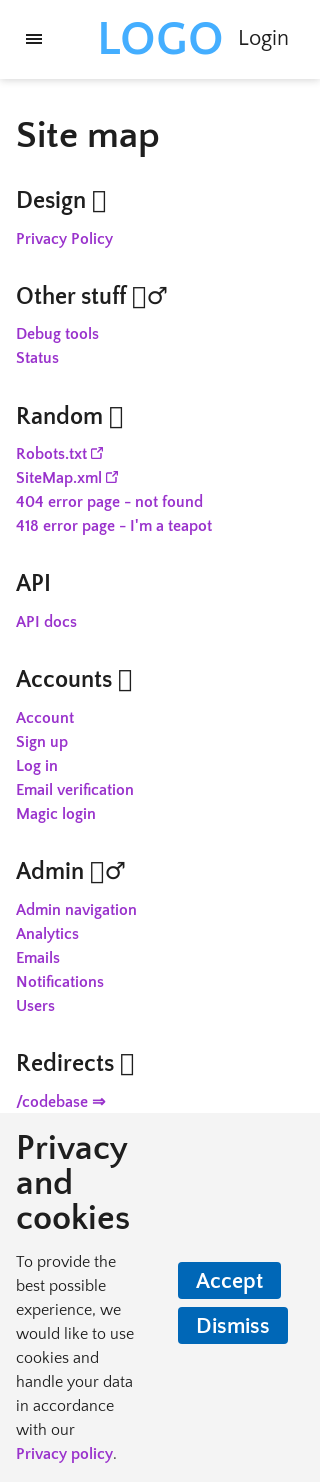 LOGO Login
Site map
Design
Privacy Policy
Other stuff ♂
Debug tools
Status
Random
Robots.txt
SiteMap.xml
404 error page - not found
418 error page - I'm a teapot
API
API docs
Accounts
Account
Sign up
Log in
Email verification
Magic login
Admin ♂
Admin navigation
Analytics
Emails
Notifications
Users
Redirects
/codebase ⇒
Privacy
and
cookies
To provide the
best possible
experience, we
would like to use
cookies and
handle your data
in accordance
with our
Privacy policy.
Accept
Dismiss